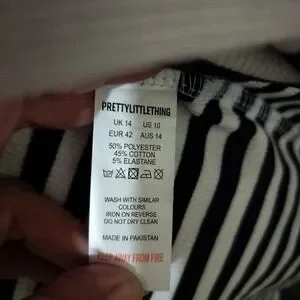 PRETTYLITTLETHING
UK 14 US 10
EUR 42 AUS 14
50% POLYESTER
45% COTTON
5% ELASTANE
WASH WITH SIMILAR
COLOURS
IRON ON REVERSE
DO NOT DRY CLEAN
MADE IN PAKISTAN
KEEP AWAY FROM FIRE